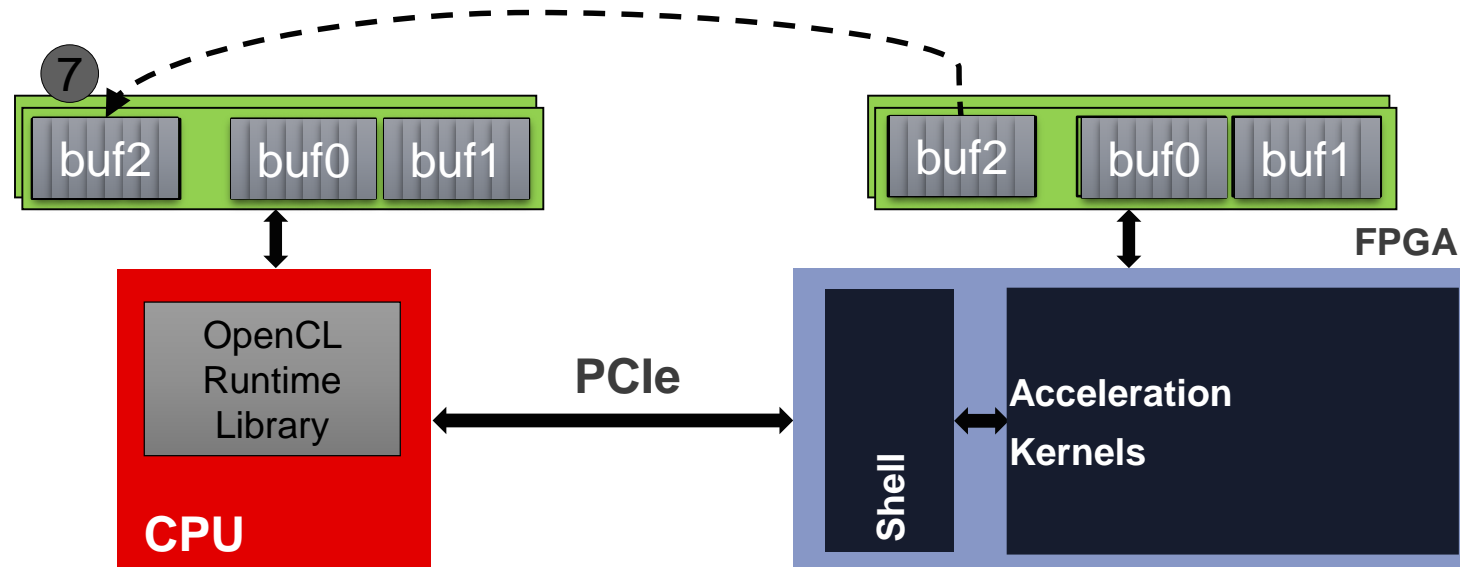 7
buf2
buf0
buf1
buf2
buf0
buf1
FPGA
OpenCL
Runtime
Library
PCIe
Acceleration
Kernels
Shell
CPU